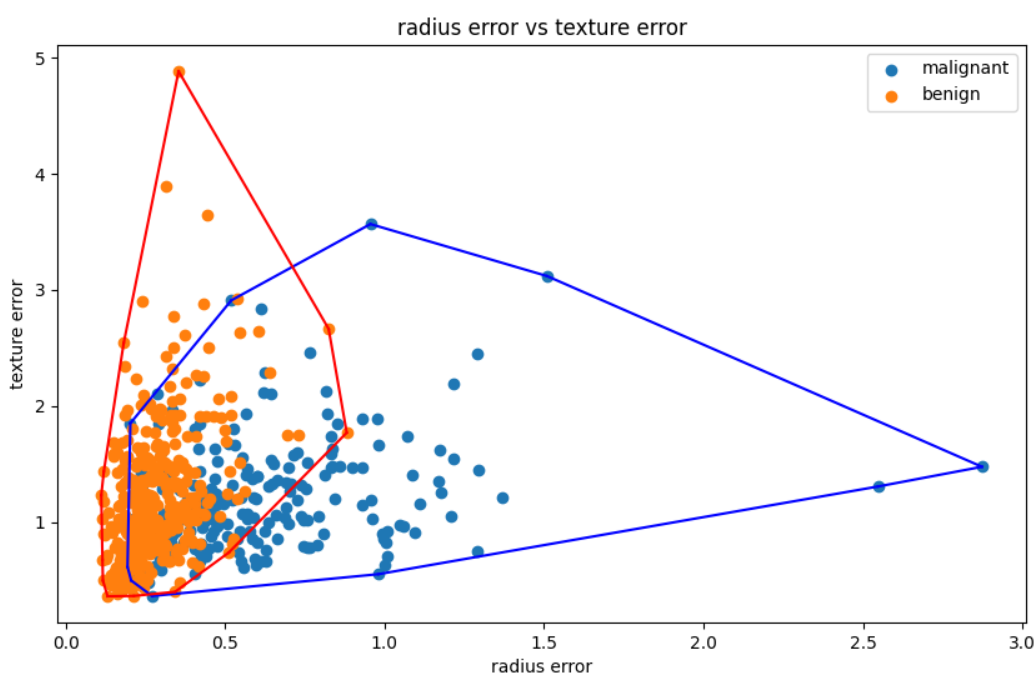 radius error vs texture error
malignant
benign
texture error
5
4
3
2
1
0.0 0.5 1.0 1.5 2.0 2.5 3.0
radius error